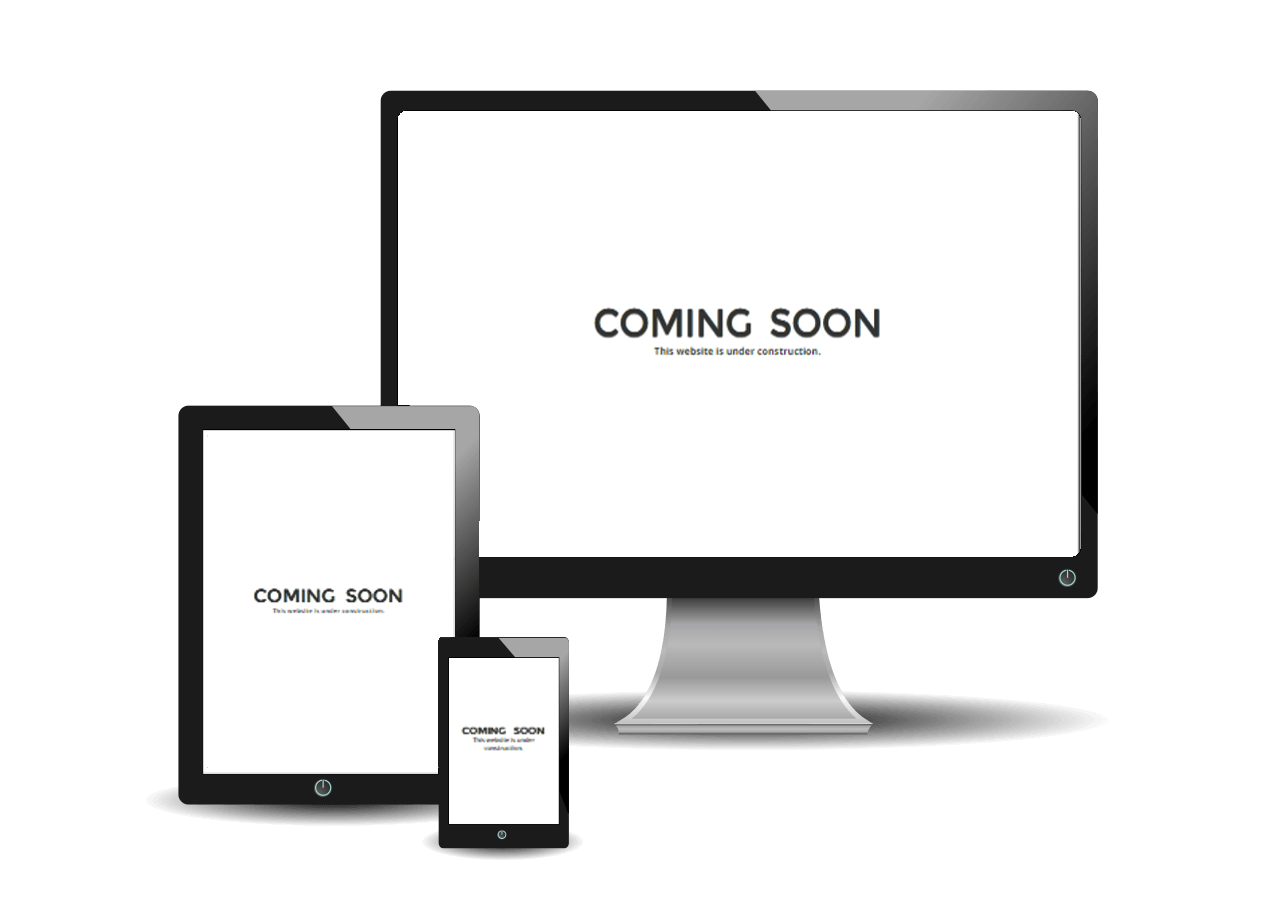 COMING SOON
This website is under construction.
COMING SOON
This website is under construction.
COMING SOON
This website is under
construction.